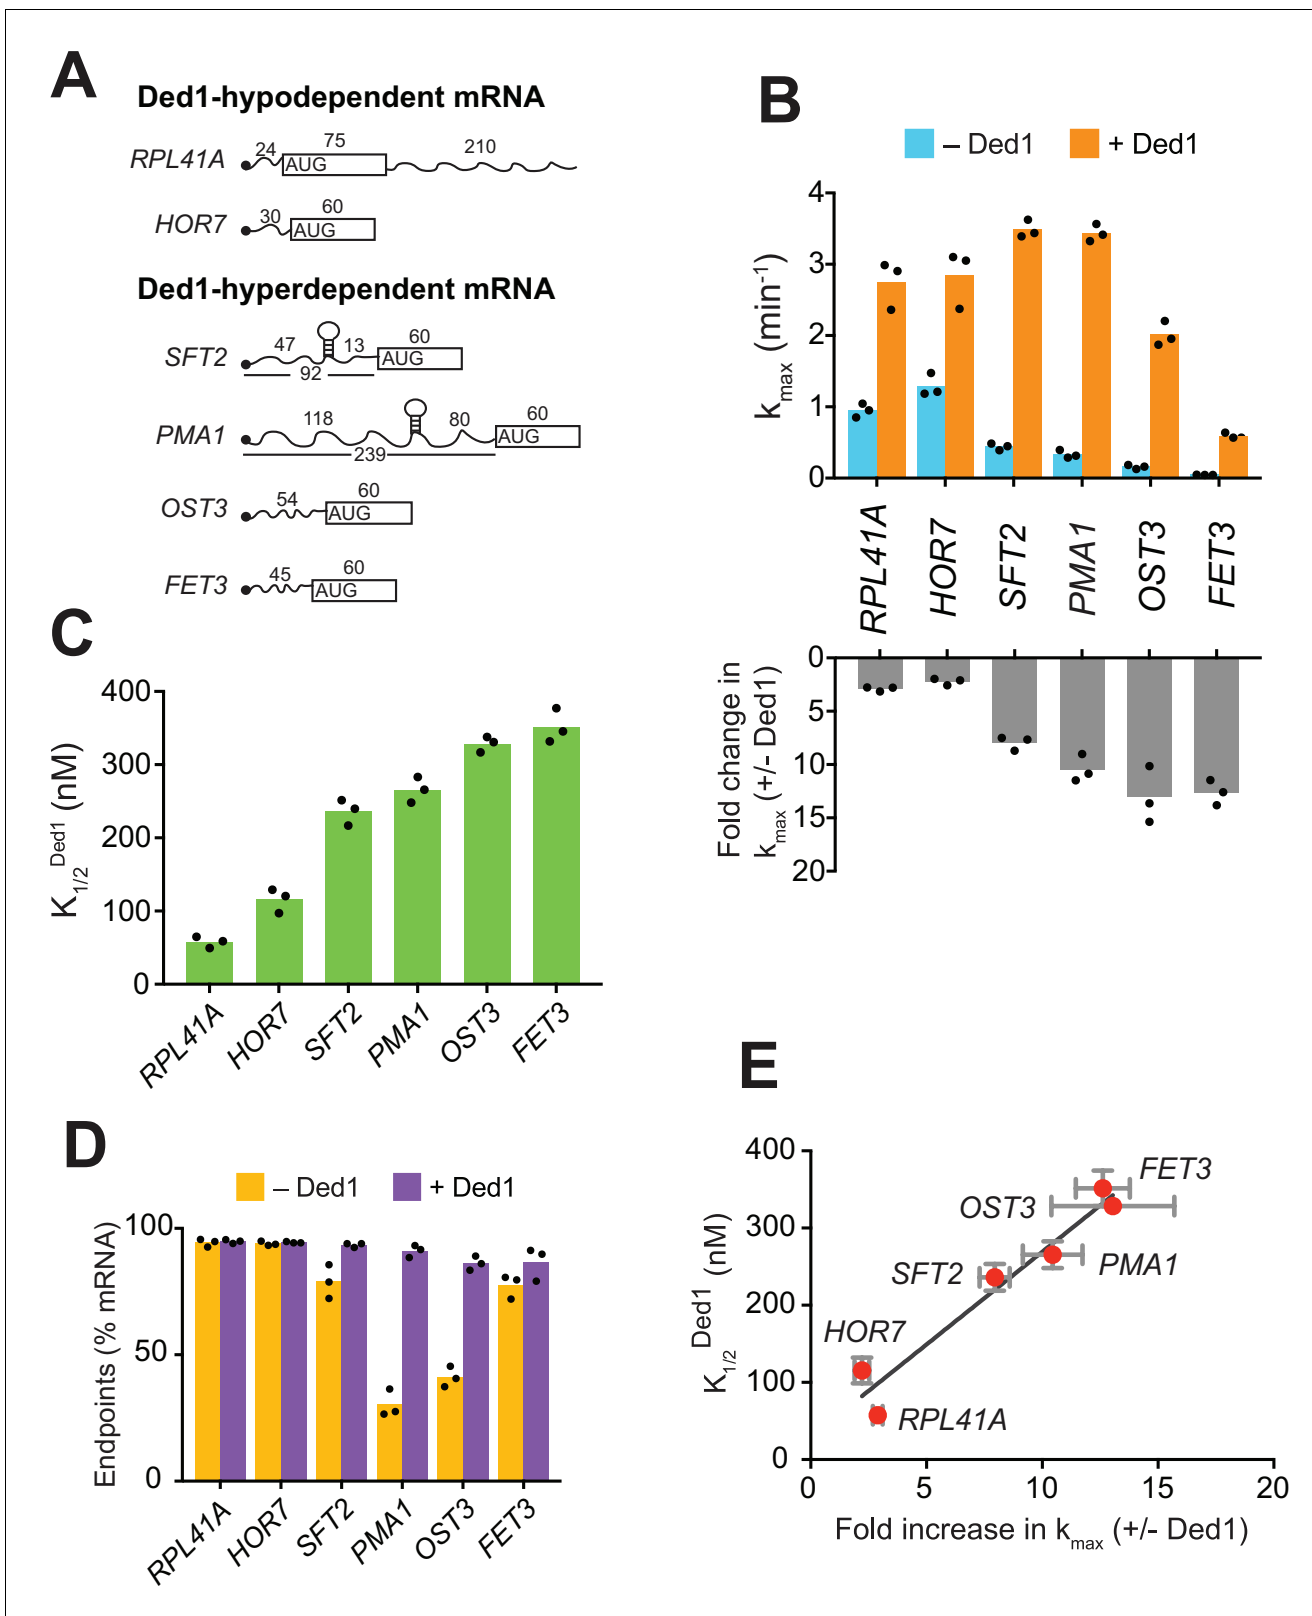 A
Ded1-hypodependent mRNA
RPL41A 24 AUG 75 210
HOR7 30 AUG 60
Ded1-hyperdependent mRNA
SFT2 47 13 92 AUG 60
PMA1 118 80 239 AUG 60
OST3 54 AUG 60
FET3 45 AUG 60
B
– Ded1 + Ded1
kmax (min-1)
4
3
2
1
0
RPL41A HOR7 SFT2 PMA1 OST3 FET3
Fold change in
kmax (+/- Ded1)
0
5
10
15
20
C
K1/2Ded1 (nM)
400
300
200
100
0
RPL41A HOR7 SFT2 PMA1 OST3 FET3
D
– Ded1 + Ded1
Endpoints (% mRNA)
100
50
0
RPL41A HOR7 SFT2 PMA1 OST3 FET3
E
K1/2Ded1 (nM)
400
300
200
100
0
FET3
OST3
PMA1
SFT2
HOR7
RPL41A
0 5 10 15 20
Fold increase in kmax (+/- Ded1)